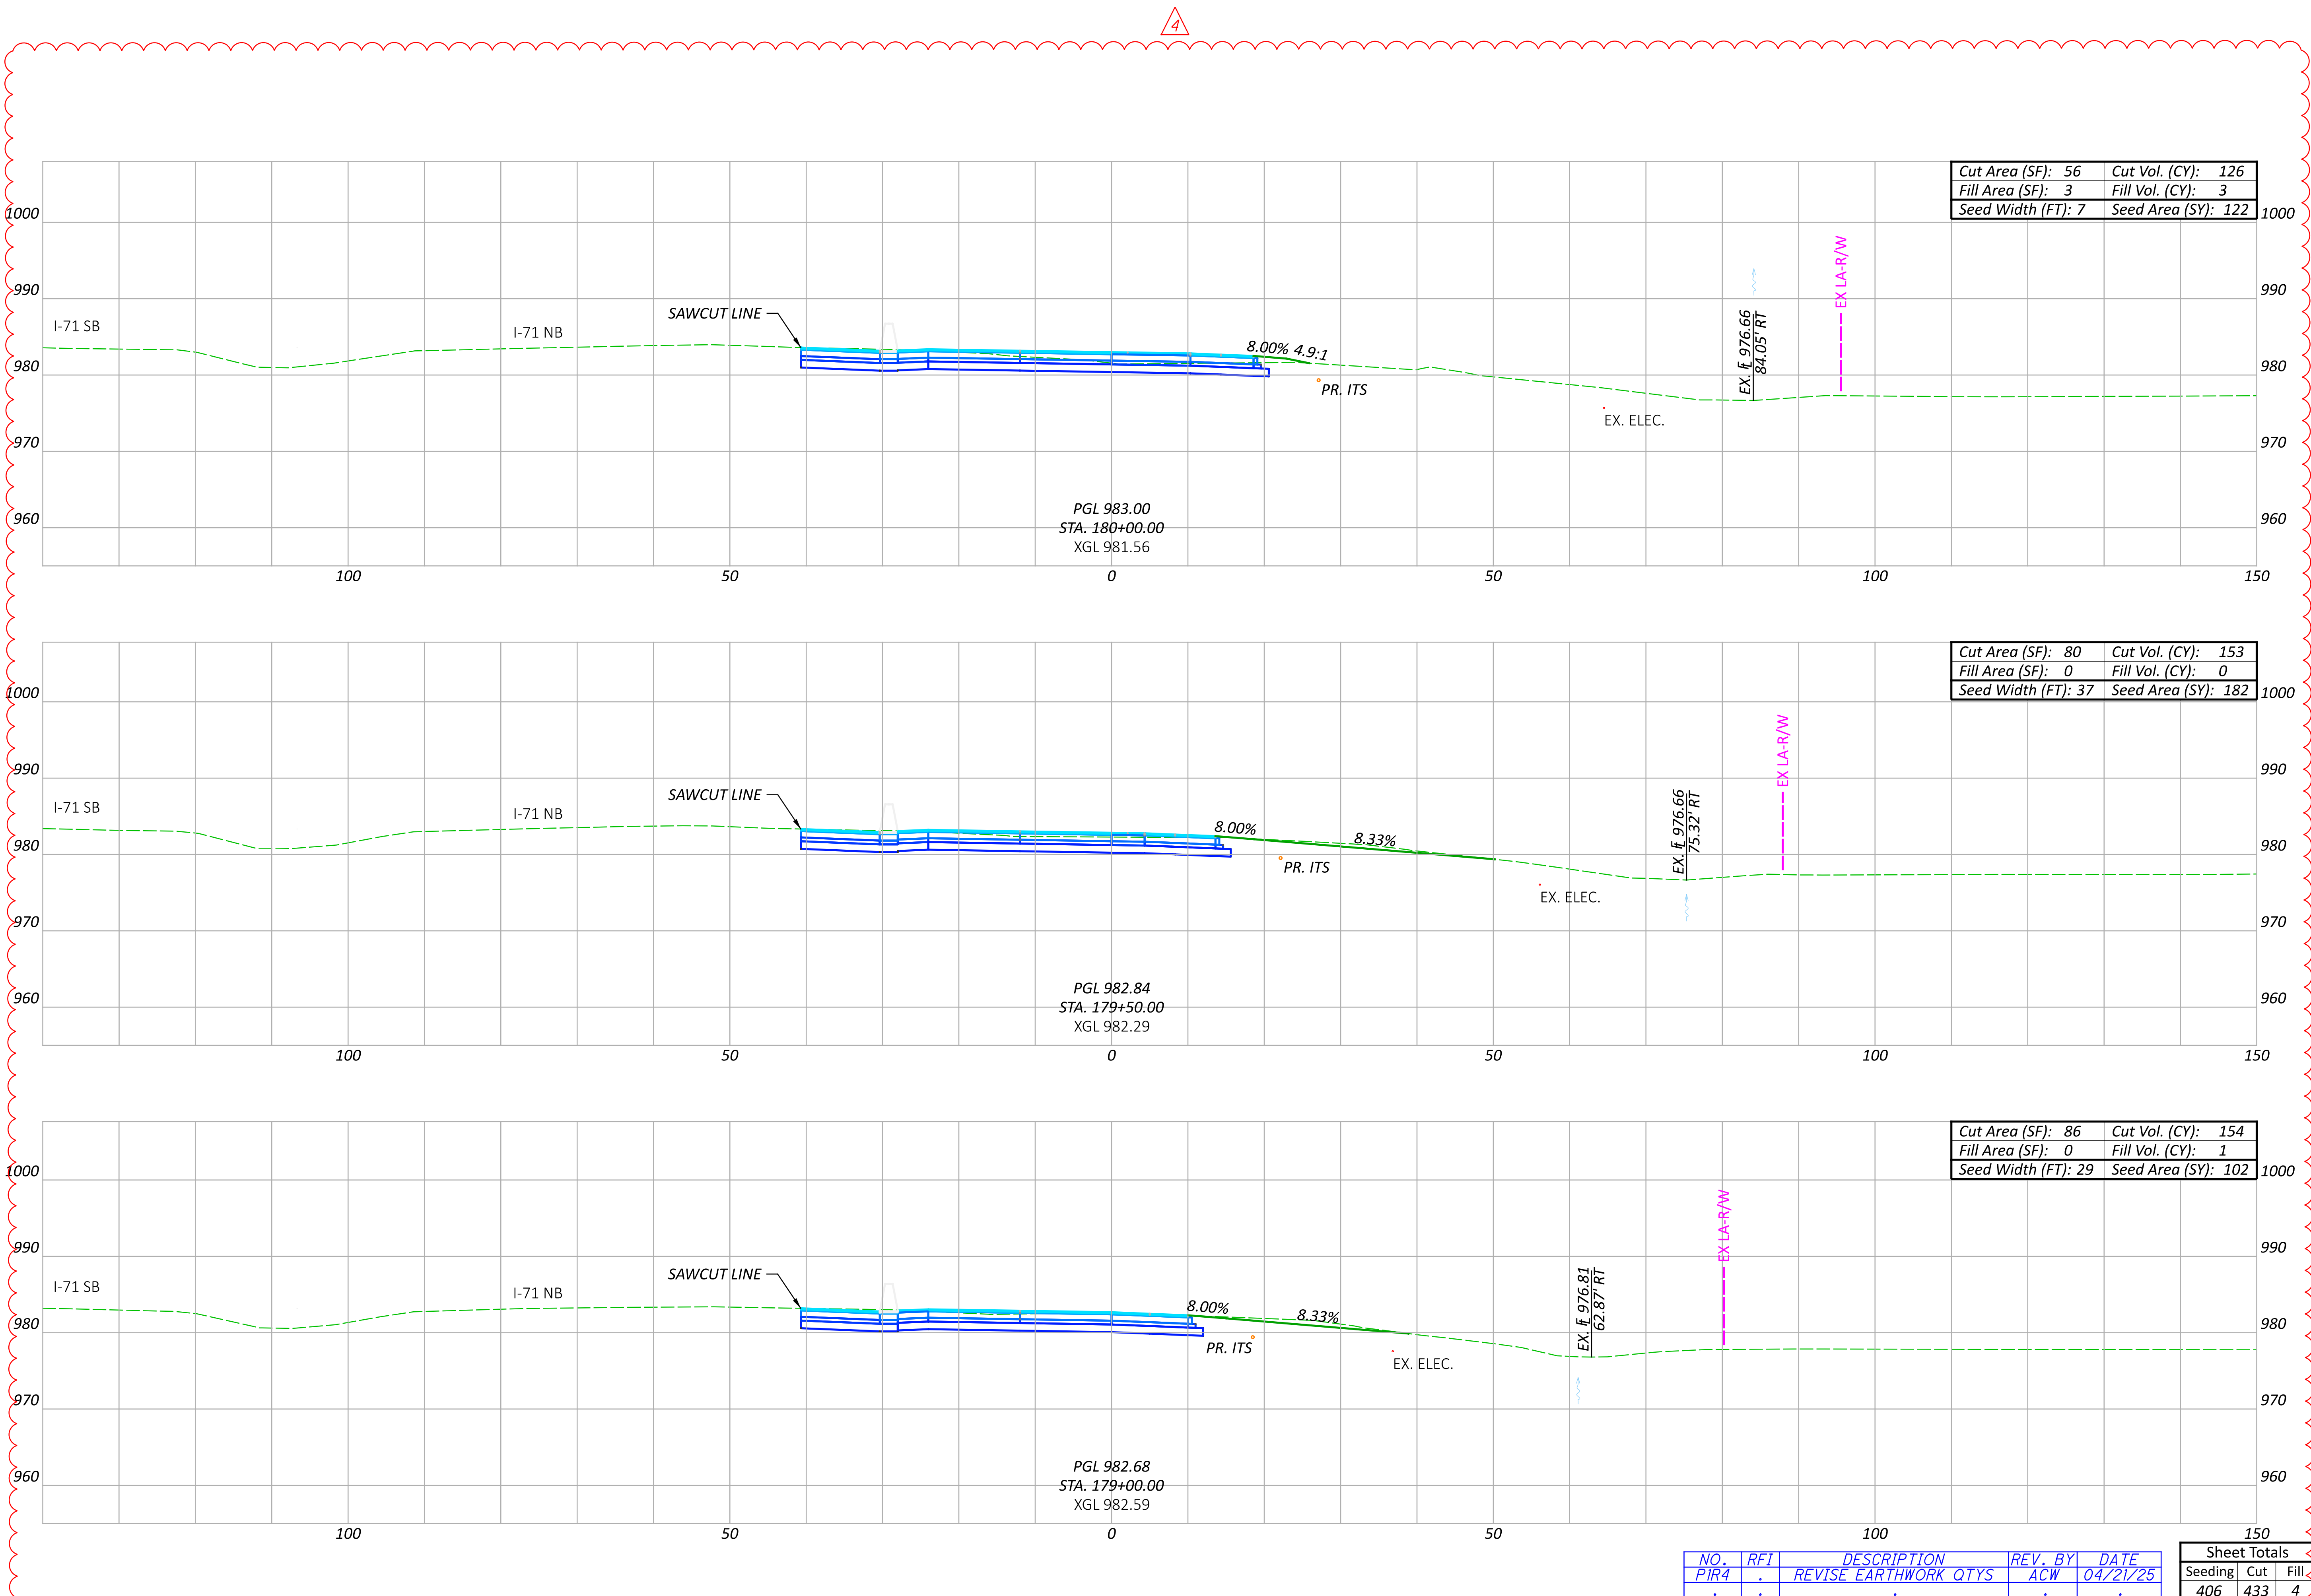 4
Cut Area (SF): 56 Cut Vol. (CY): 126
Fill Area (SF): 3 Fill Vol. (CY): 3
Seed Width (FT): 7 Seed Area (SY): 122
1000 1000
990 990
980 980
970 970
960 960
I-71 SB
I-71 NB
SAWCUT LINE
8.00% 4.9:1
PR. ITS
EX. ELEC.
EX. FL 976.66
84.05' RT
EX LA-R/W
PGL 983.00
STA. 180+00.00
XGL 981.56
100 50 0 50 100 150
Cut Area (SF): 80 Cut Vol. (CY): 153
Fill Area (SF): 0 Fill Vol. (CY): 0
Seed Width (FT): 37 Seed Area (SY): 182
1000 1000
990 990
980 980
970 970
960 960
I-71 SB
I-71 NB
SAWCUT LINE
8.00%
8.33%
PR. ITS
EX. ELEC.
EX. FL 976.66
75.32' RT
EX LA-R/W
PGL 982.84
STA. 179+50.00
XGL 982.29
100 50 0 50 100 150
Cut Area (SF): 86 Cut Vol. (CY): 154
Fill Area (SF): 0 Fill Vol. (CY): 1
Seed Width (FT): 29 Seed Area (SY): 102
1000 1000
990 990
980 980
970 970
960 960
I-71 SB
I-71 NB
SAWCUT LINE
8.00%
8.33%
PR. ITS
EX. ELEC.
EX. FL 976.81
62.87' RT
EX LA-R/W
PGL 982.68
STA. 179+00.00
XGL 982.59
100 50 0 50 100 150
NO. RFI DESCRIPTION REV. BY DATE
P1R4 . REVISE EARTHWORK QTYS ACW 04/21/25
. . . . .
Sheet Totals
Seeding Cut Fill
406 433 4